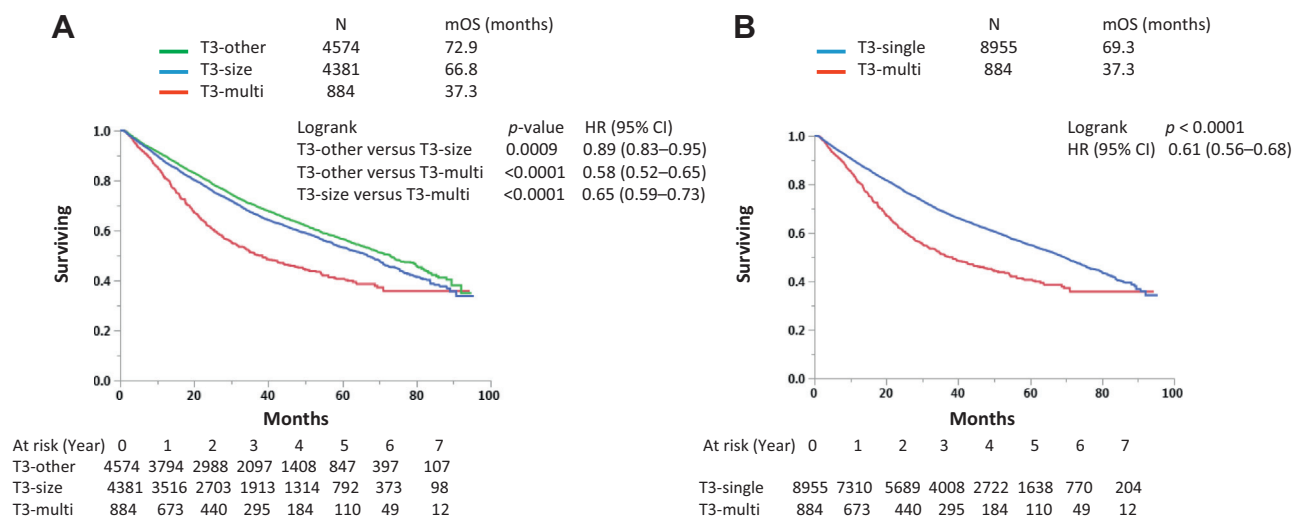 A
N mOS (months)
T3-other 4574 72.9
T3-size 4381 66.8
T3-multi 884 37.3
Logrank p-value HR (95% CI)
T3-other versus T3-size 0.0009 0.89 (0.83–0.95)
T3-other versus T3-multi <0.0001 0.58 (0.52–0.65)
T3-size versus T3-multi <0.0001 0.65 (0.59–0.73)
Surviving
1.0
0.8
0.6
0.4
0.2
0.0
0 20 40 60 80 100
Months
At risk (Year) 0 1 2 3 4 5 6 7
T3-other 4574 3794 2988 2097 1408 847 397 107
T3-size 4381 3516 2703 1913 1314 792 373 98
T3-multi 884 673 440 295 184 110 49 12
B
N mOS (months)
T3-single 8955 69.3
T3-multi 884 37.3
Logrank p < 0.0001
HR (95% CI) 0.61 (0.56–0.68)
Surviving
1.0
0.8
0.6
0.4
0.2
0.0
0 20 40 60 80 100
Months
At risk (Year) 0 1 2 3 4 5 6 7
T3-single 8955 7310 5689 4008 2722 1638 770 204
T3-multi 884 673 440 295 184 110 49 12